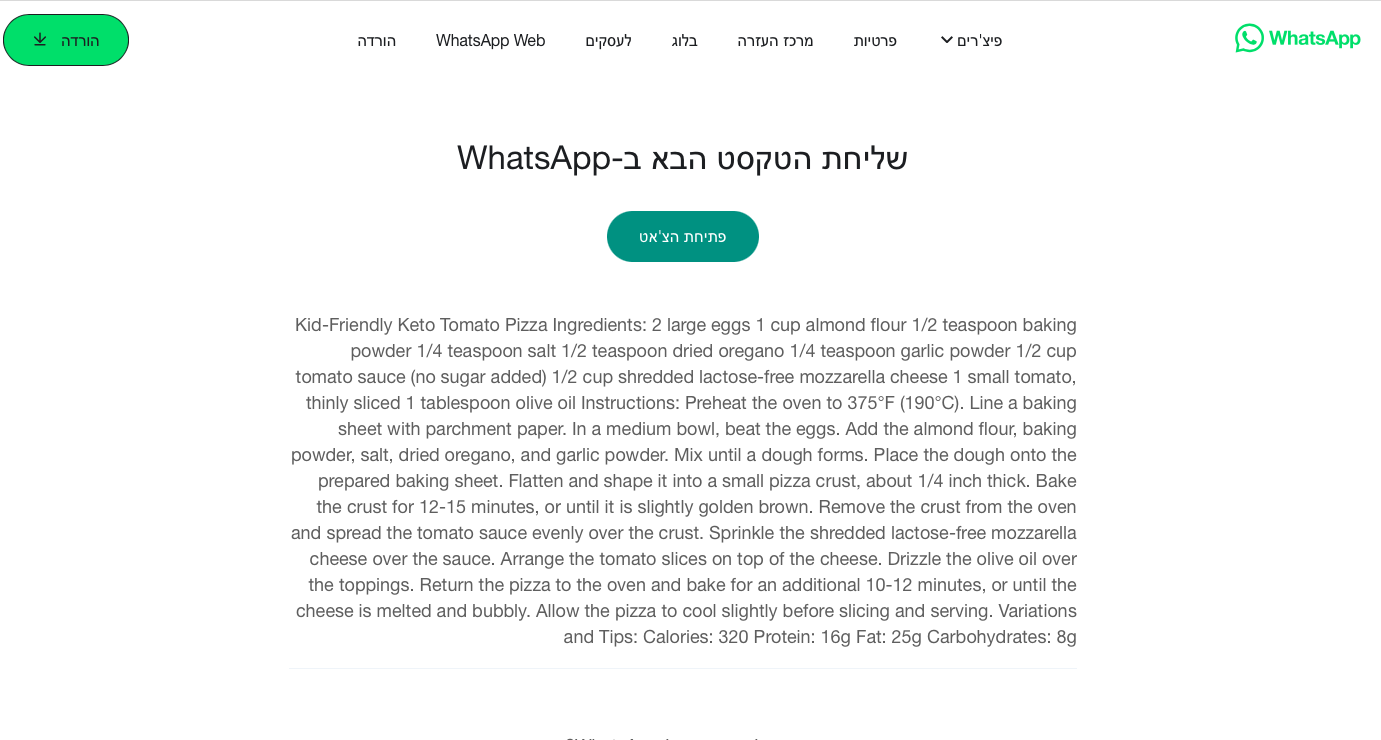 WhatsApp
פיצ'רים
פרטיות
מרכז העזרה
בלוג
לעסקים
WhatsApp Web
הורדה
הורדה
שליחת הטקסט הבא ב-WhatsApp
פתיחת הצ'אט
Kid-Friendly Keto Tomato Pizza Ingredients: 2 large eggs 1 cup almond flour 1/2 teaspoon baking
powder 1/4 teaspoon salt 1/2 teaspoon dried oregano 1/4 teaspoon garlic powder 1/2 cup
tomato sauce (no sugar added) 1/2 cup shredded lactose-free mozzarella cheese 1 small tomato,
thinly sliced 1 tablespoon olive oil Instructions: Preheat the oven to 375°F (190°C). Line a baking
sheet with parchment paper. In a medium bowl, beat the eggs. Add the almond flour, baking
powder, salt, dried oregano, and garlic powder. Mix until a dough forms. Place the dough onto the
prepared baking sheet. Flatten and shape it into a small pizza crust, about 1/4 inch thick. Bake
the crust for 12-15 minutes, or until it is slightly golden brown. Remove the crust from the oven
and spread the tomato sauce evenly over the crust. Sprinkle the shredded lactose-free mozzarella
cheese over the sauce. Arrange the tomato slices on top of the cheese. Drizzle the olive oil over
the toppings. Return the pizza to the oven and bake for an additional 10-12 minutes, or until the
cheese is melted and bubbly. Allow the pizza to cool slightly before slicing and serving. Variations
and Tips: Calories: 320 Protein: 16g Fat: 25g Carbohydrates: 8g